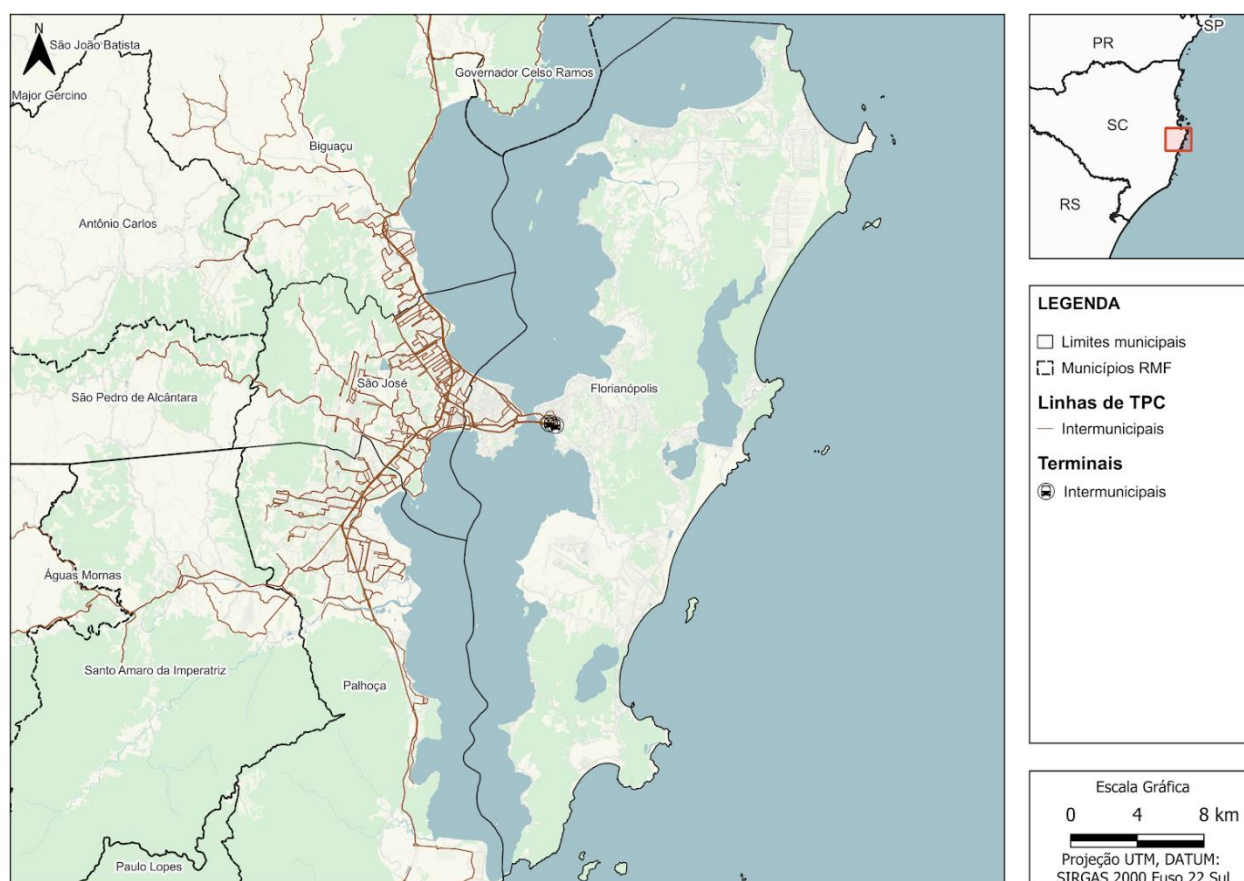 N
São João Batista
Major Gercino
Governador Celso Ramos
Biguaçu
Antônio Carlos
São José
Florianópolis
São Pedro de Alcântara
Águas Mornas
Santo Amaro da Imperatriz
Palhoça
Paulo Lopes
SP
PR
SC
RS
LEGENDA
Limites municipais
Municípios RMF
Linhas de TPC
Intermunicipais
Terminais
Intermunicipais
Escala Gráfica
0 4 8 km
Projeção UTM, DATUM:
SIRGAS 2000 Fuso 22 Sul